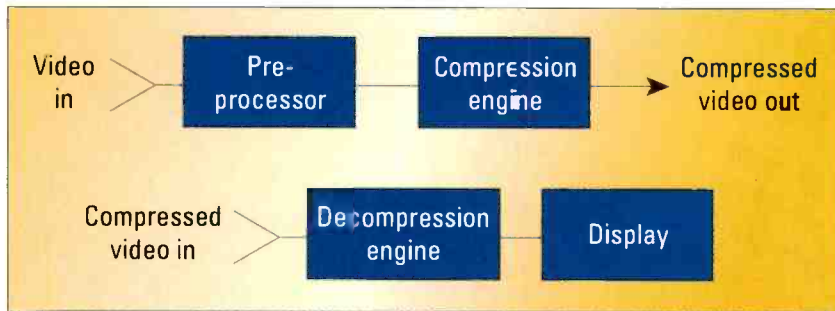 Video
in
Pre-
processor
Compression
engine
Compressed
video out
Compressed
video in
Decompression
engine
Display